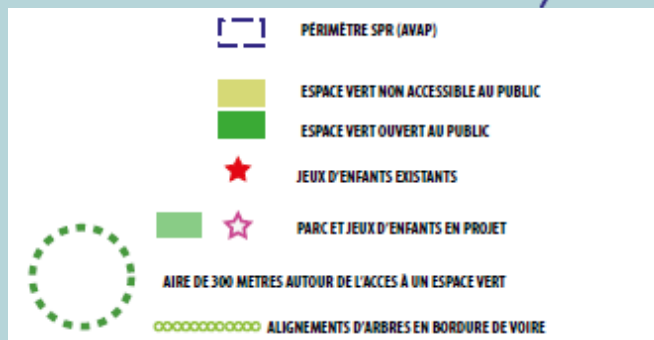 PÉRIMÈTRE SPR (AVAP)
ESPACE VERT NON ACCESSIBLE AU PUBLIC
ESPACE VERT OUVERT AU PUBLIC
JEUX D'ENFANTS EXISTANTS
PARC ET JEUX D'ENFANTS EN PROJET
AIRE DE 300 METRES AUTOUR DE L'ACCES À UN ESPACE VERT
ALIGNEMENTS D'ARBRES EN BORDURE DE VOIRE